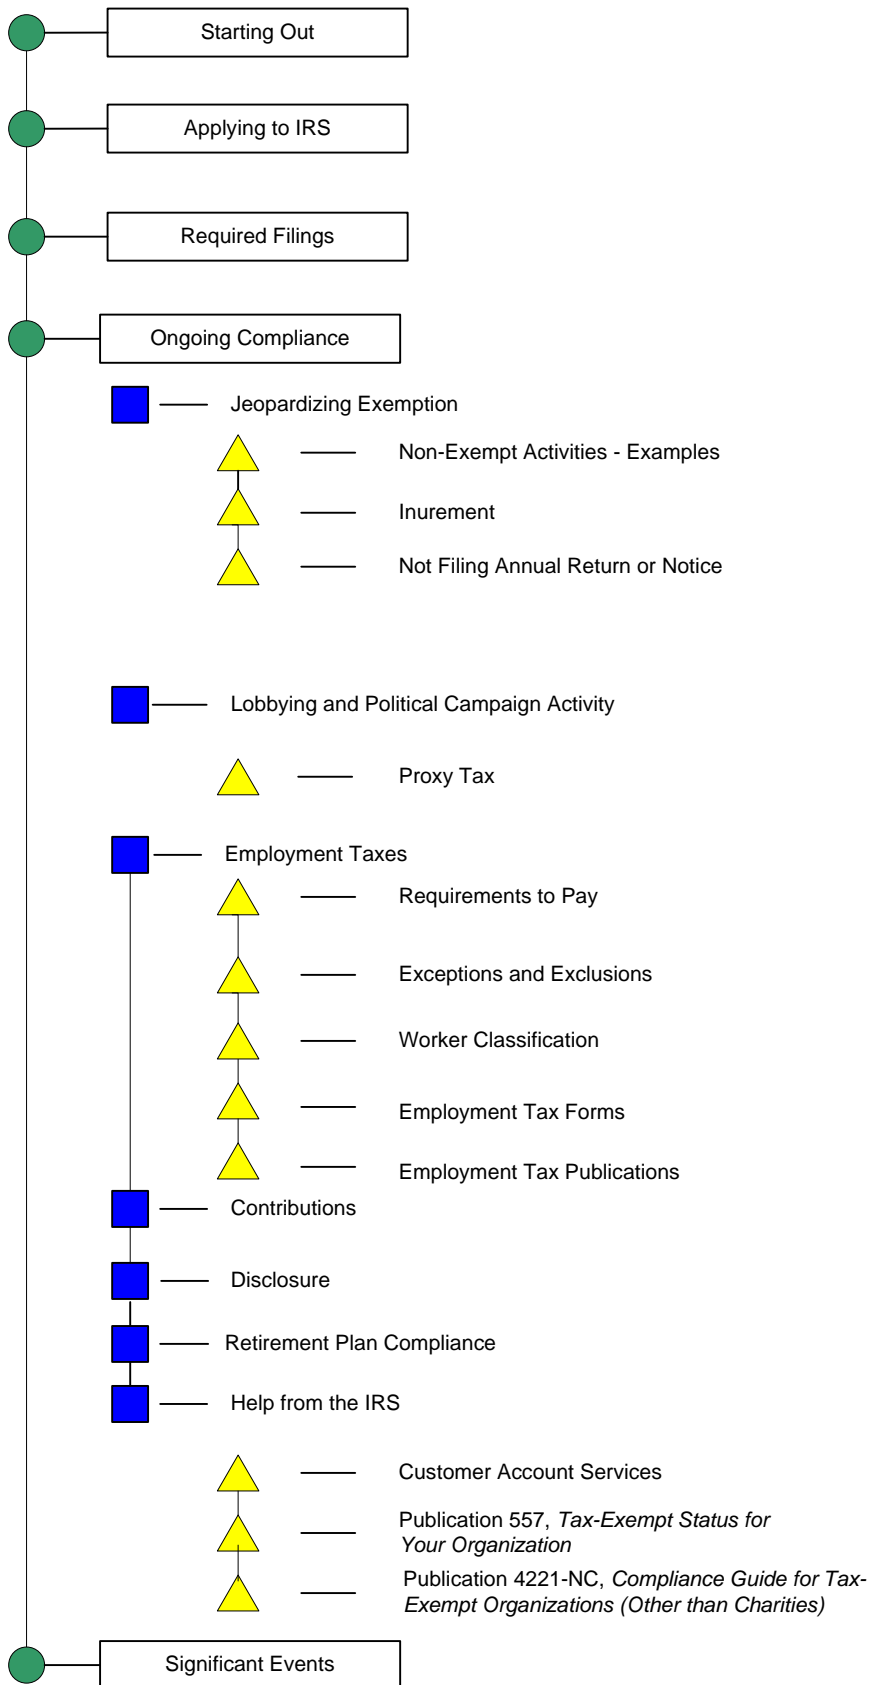 Starting Out
Applying to IRS
Required Filings
Ongoing Compliance
Jeopardizing Exemption
Non-Exempt Activities - Examples
Inurement
Not Filing Annual Return or Notice
Lobbying and Political Campaign Activity
Proxy Tax
Employment Taxes
Requirements to Pay
Exceptions and Exclusions
Worker Classification
Employment Tax Forms
Employment Tax Publications
Contributions
Disclosure
Retirement Plan Compliance
Help from the IRS
Customer Account Services
Publication 557, Tax-Exempt Status for
Your Organization
Publication 4221-NC, Compliance Guide for Tax-
Exempt Organizations (Other than Charities)
Significant Events